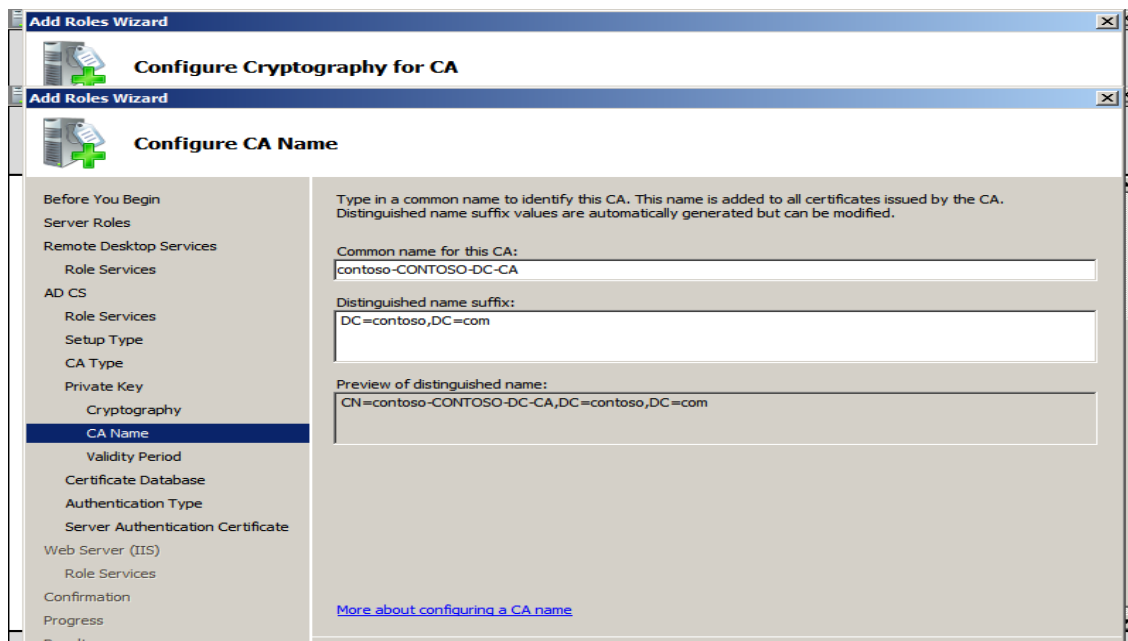 Add Roles Wizard
Configure Cryptography for CA
Add Roles Wizard
Configure CA Name
Before You Begin
Server Roles
Remote Desktop Services
Role Services
AD CS
Role Services
Setup Type
CA Type
Private Key
Cryptography
CA Name
Validity Period
Certificate Database
Authentication Type
Server Authentication Certificate
Web Server (IIS)
Role Services
Confirmation
Progress
Type in a common name to identify this CA. This name is added to all certificates issued by the CA.
Distinguished name suffix values are automatically generated but can be modified.
Common name for this CA:
contoso-CONTOSO-DC-CA
Distinguished name suffix:
DC=contoso,DC=com
Preview of distinguished name:
CN=contoso-CONTOSO-DC-CA,DC=contoso,DC=com
More about configuring a CA name